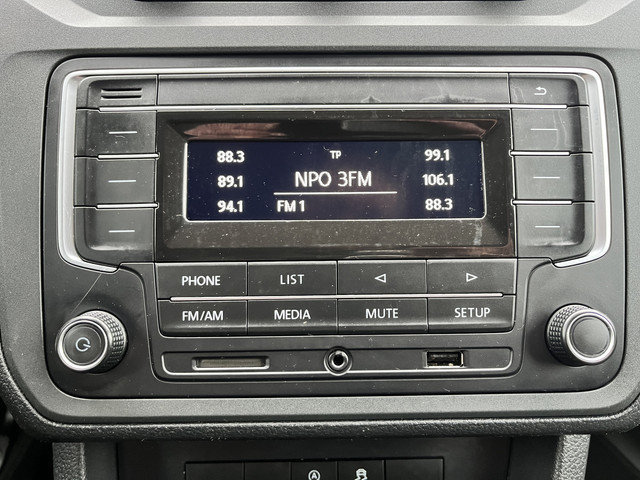 88.3 TP 99.1
89.1 NPO 3FM 106.1
94.1 FM 1 88.3
PHONE LIST
FM/AM MEDIA MUTE SETUP
A